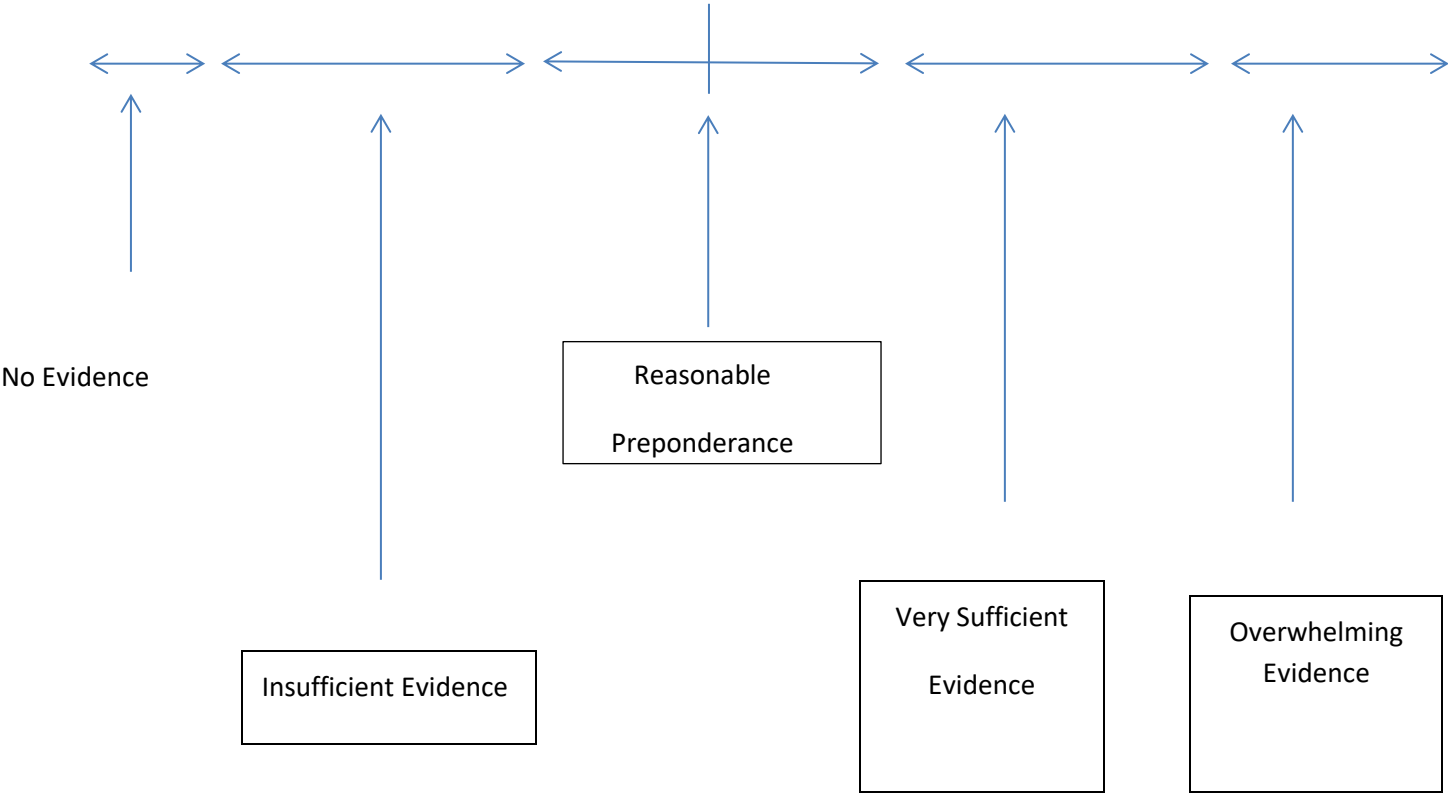 No Evidence
Reasonable
Preponderance
Insufficient Evidence
Very Sufficient
Evidence
Overwhelming
Evidence